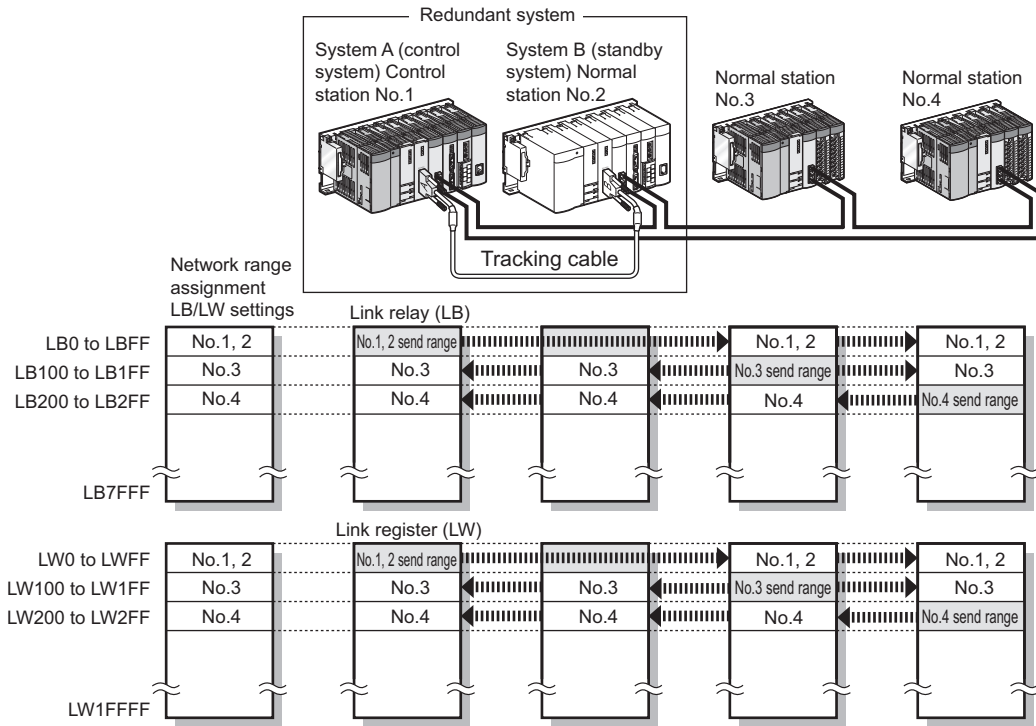 Redundant system
System A (control
system) Control
station No.1
System B (standby
system) Normal
station No.2
Normal station
No.3
Normal station
No.4
Tracking cable
Network range
assignment
LB/LW settings
Link relay (LB)
LB0 to LBFF
No.1, 2
No.1, 2 send range
No.1, 2
No.1, 2
LB100 to LB1FF
No.3
No.3
No.3
No.3 send range
No.3
LB200 to LB2FF
No.4
No.4
No.4
No.4
No.4 send range
LB7FFF
Link register (LW)
LW0 to LWFF
No.1, 2
No.1, 2 send range
No.1, 2
No.1, 2
LW100 to LW1FF
No.3
No.3
No.3
No.3 send range
No.3
LW200 to LW2FF
No.4
No.4
No.4
No.4
No.4 send range
LW1FFFF